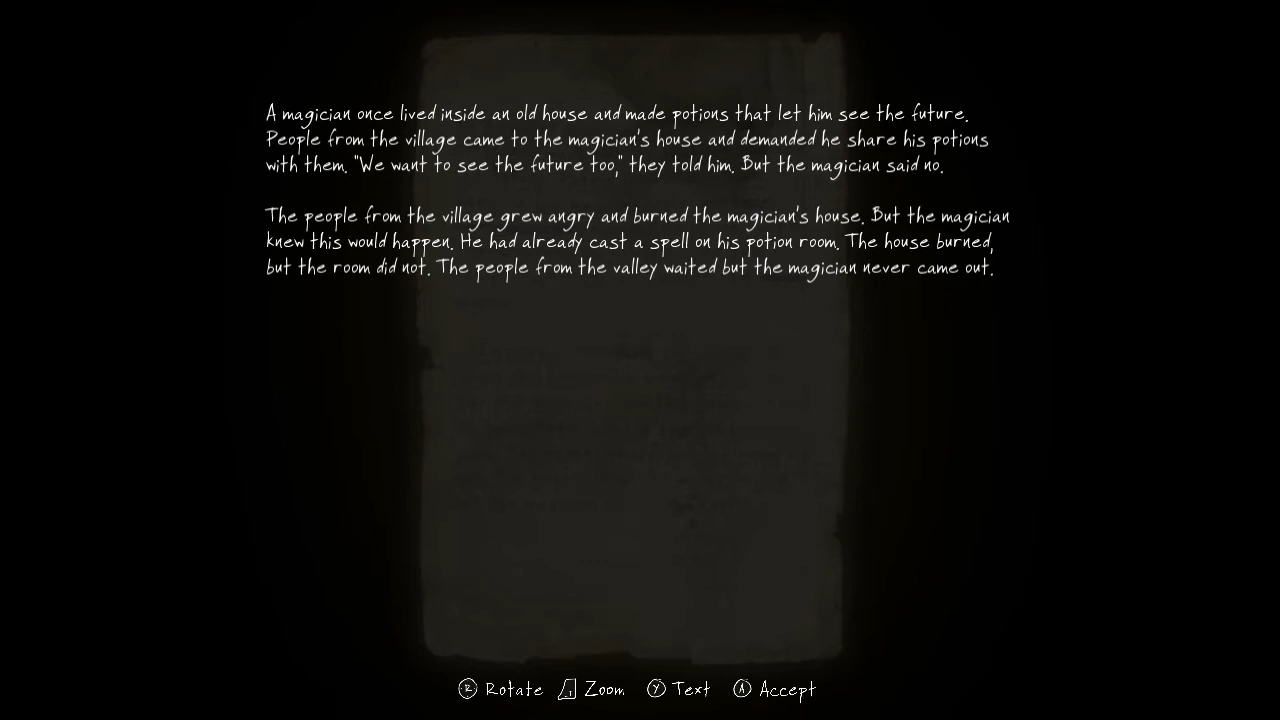 A magician once lived inside an old house and made potions that let him see the future.
People from the village came to the magician's house and demanded he share his potions
with them. "We want to see the future too," they told him. But the magician said no.
The people from the village grew angry and burned the magician's house. But the magician
knew this would happen. He had already cast a spell on his potion room. The house burned,
but the room did not. The people from the valley waited but the magician never came out.
R Rotate L Zoom Y Text A Accept